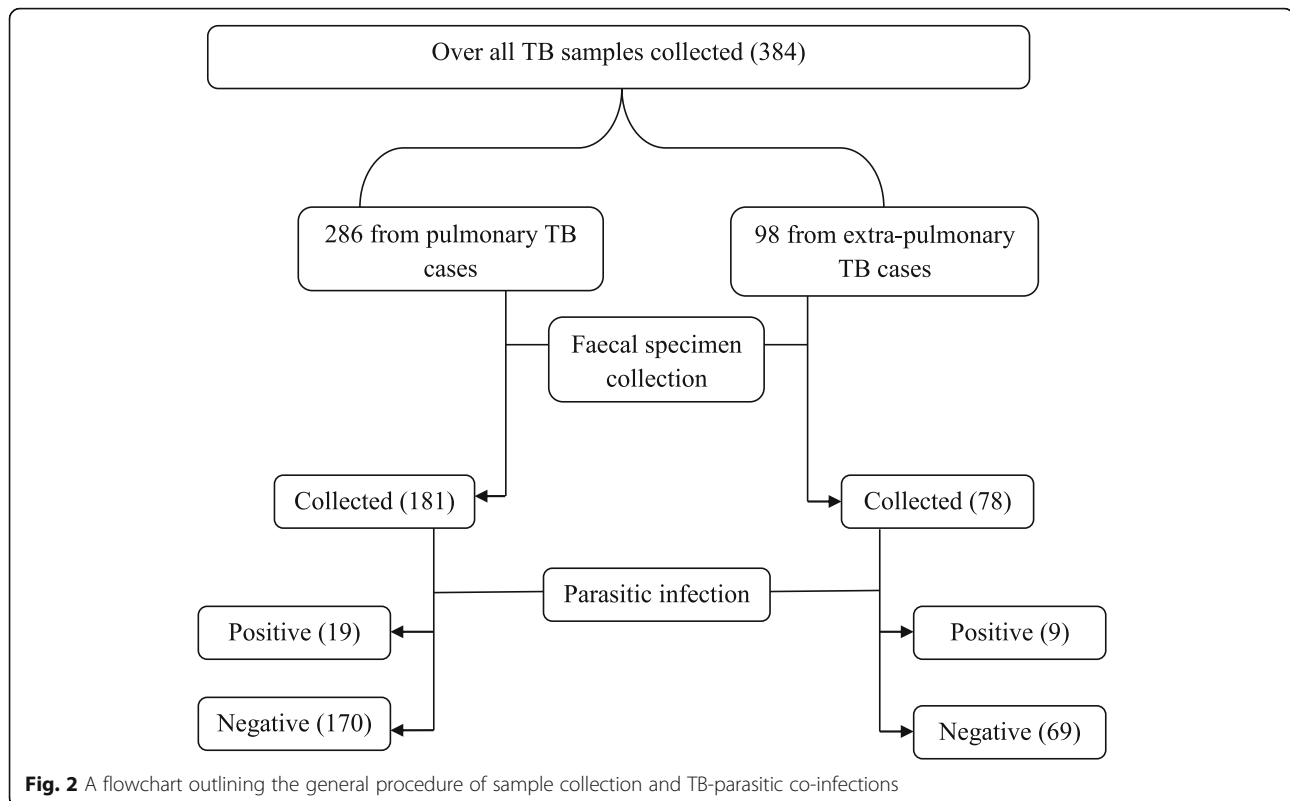 Over all TB samples collected (384)
286 from pulmonary TB
cases
98 from extra-pulmonary
TB cases
Faecal specimen
collection
Collected (181)
Collected (78)
Parasitic infection
Positive (19)
Positive (9)
Negative (170)
Negative (69)
Fig. 2 A flowchart outlining the general procedure of sample collection and TB-parasitic co-infections